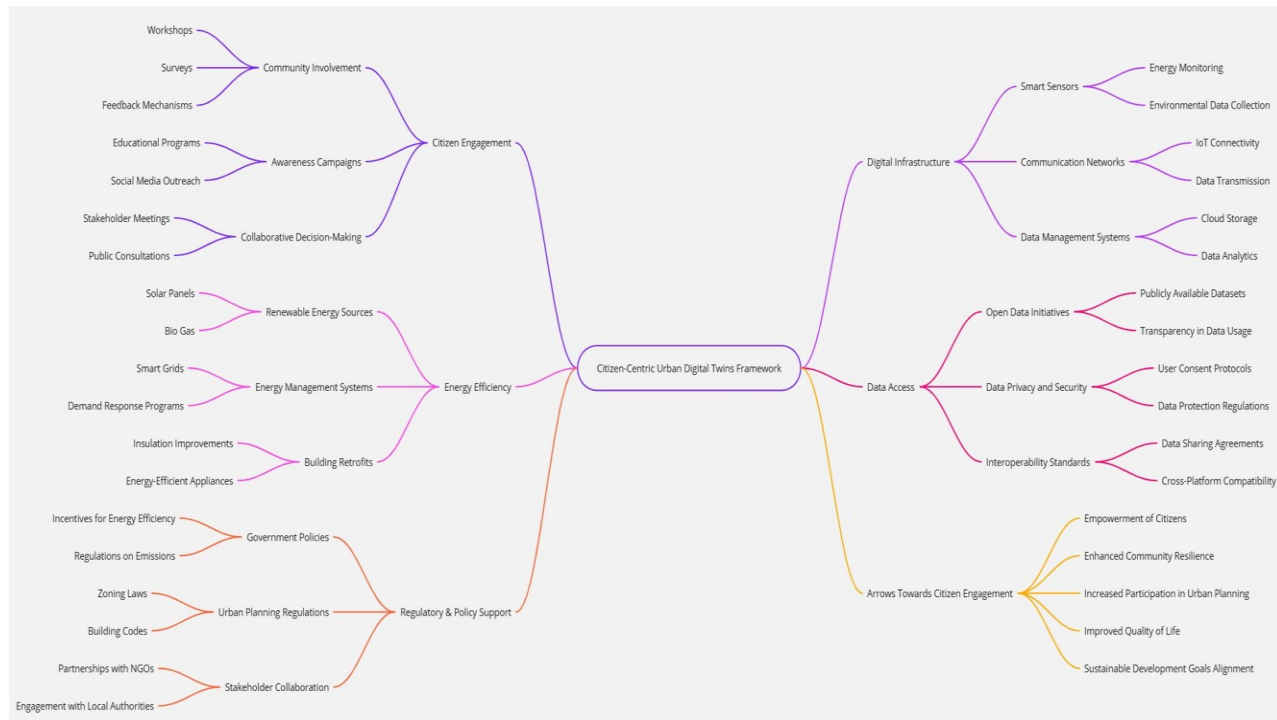 Citizen-Centric Urban Digital Twins Framework
Citizen Engagement
Community Involvement
Workshops
Surveys
Feedback Mechanisms
Awareness Campaigns
Educational Programs
Social Media Outreach
Collaborative Decision-Making
Stakeholder Meetings
Public Consultations
Energy Efficiency
Renewable Energy Sources
Solar Panels
Bio Gas
Energy Management Systems
Smart Grids
Demand Response Programs
Building Retrofits
Insulation Improvements
Energy-Efficient Appliances
Regulatory & Policy Support
Government Policies
Incentives for Energy Efficiency
Regulations on Emissions
Urban Planning Regulations
Zoning Laws
Building Codes
Stakeholder Collaboration
Partnerships with NGOs
Engagement with Local Authorities
Digital Infrastructure
Smart Sensors
Energy Monitoring
Environmental Data Collection
Communication Networks
IoT Connectivity
Data Transmission
Data Management Systems
Cloud Storage
Data Analytics
Data Access
Open Data Initiatives
Publicly Available Datasets
Transparency in Data Usage
Data Privacy and Security
User Consent Protocols
Data Protection Regulations
Interoperability Standards
Data Sharing Agreements
Cross-Platform Compatibility
Arrows Towards Citizen Engagement
Empowerment of Citizens
Enhanced Community Resilience
Increased Participation in Urban Planning
Improved Quality of Life
Sustainable Development Goals Alignment